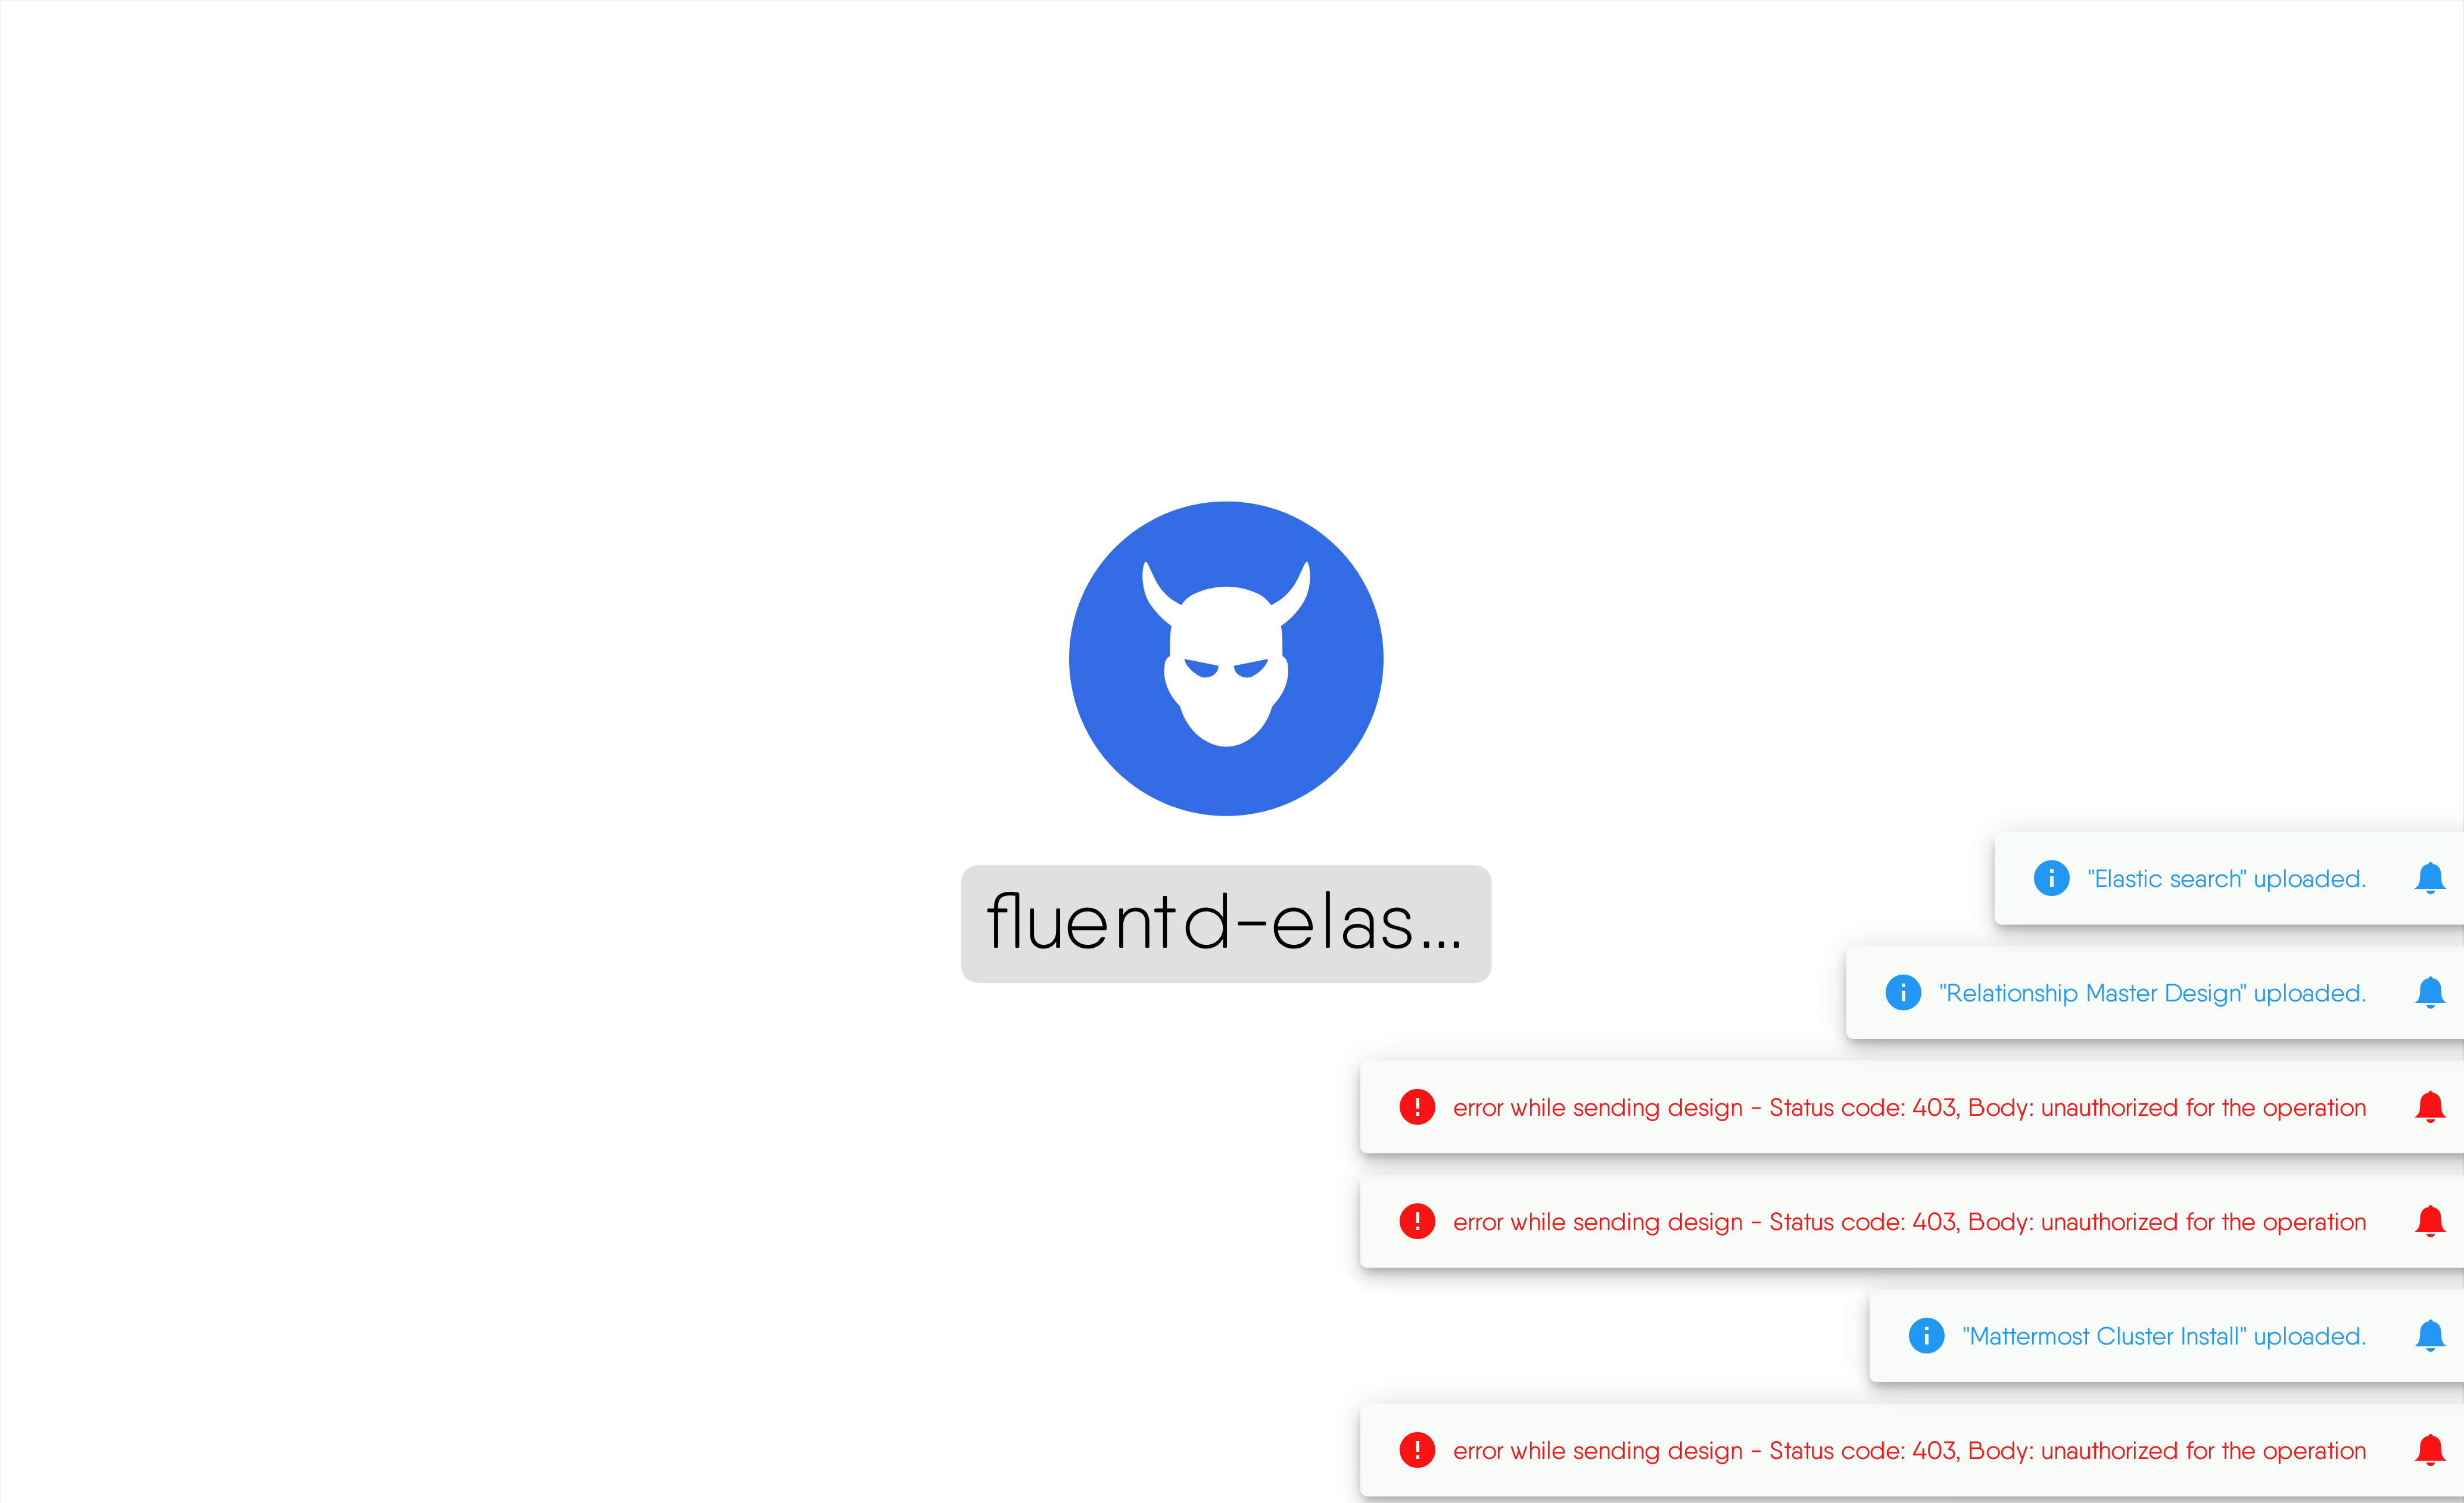 fluentd-elas...
"Elastic search" uploaded.
"Relationship Master Design" uploaded.
error while sending design - Status code: 403, Body: unauthorized for the operation
error while sending design - Status code: 403, Body: unauthorized for the operation
"Mattermost Cluster Install" uploaded.
error while sending design - Status code: 403, Body: unauthorized for the operation